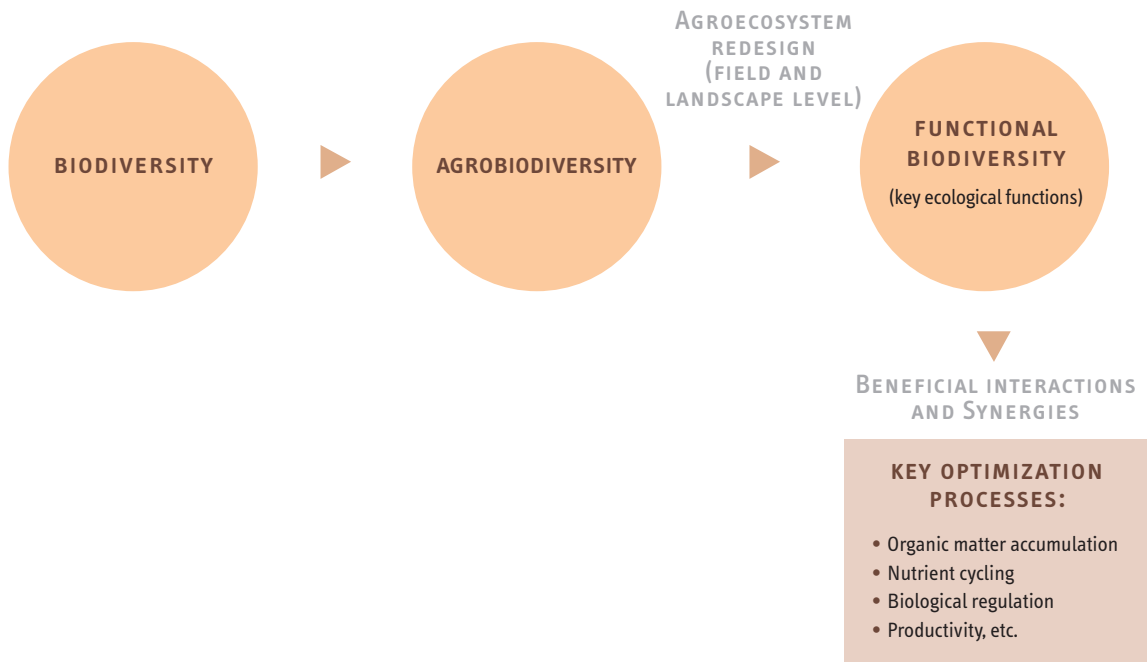 BIODIVERSITY
AGROBIODIVERSITY
AGROECOSYSTEM
REDESIGN
(FIELD AND
LANDSCAPE LEVEL)
FUNCTIONAL
BIODIVERSITY
(key ecological functions)
BENEFICIAL INTERACTIONS
AND SYNERGIES
KEY OPTIMIZATION
PROCESSES:
• Organic matter accumulation
• Nutrient cycling
• Biological regulation
• Productivity, etc.